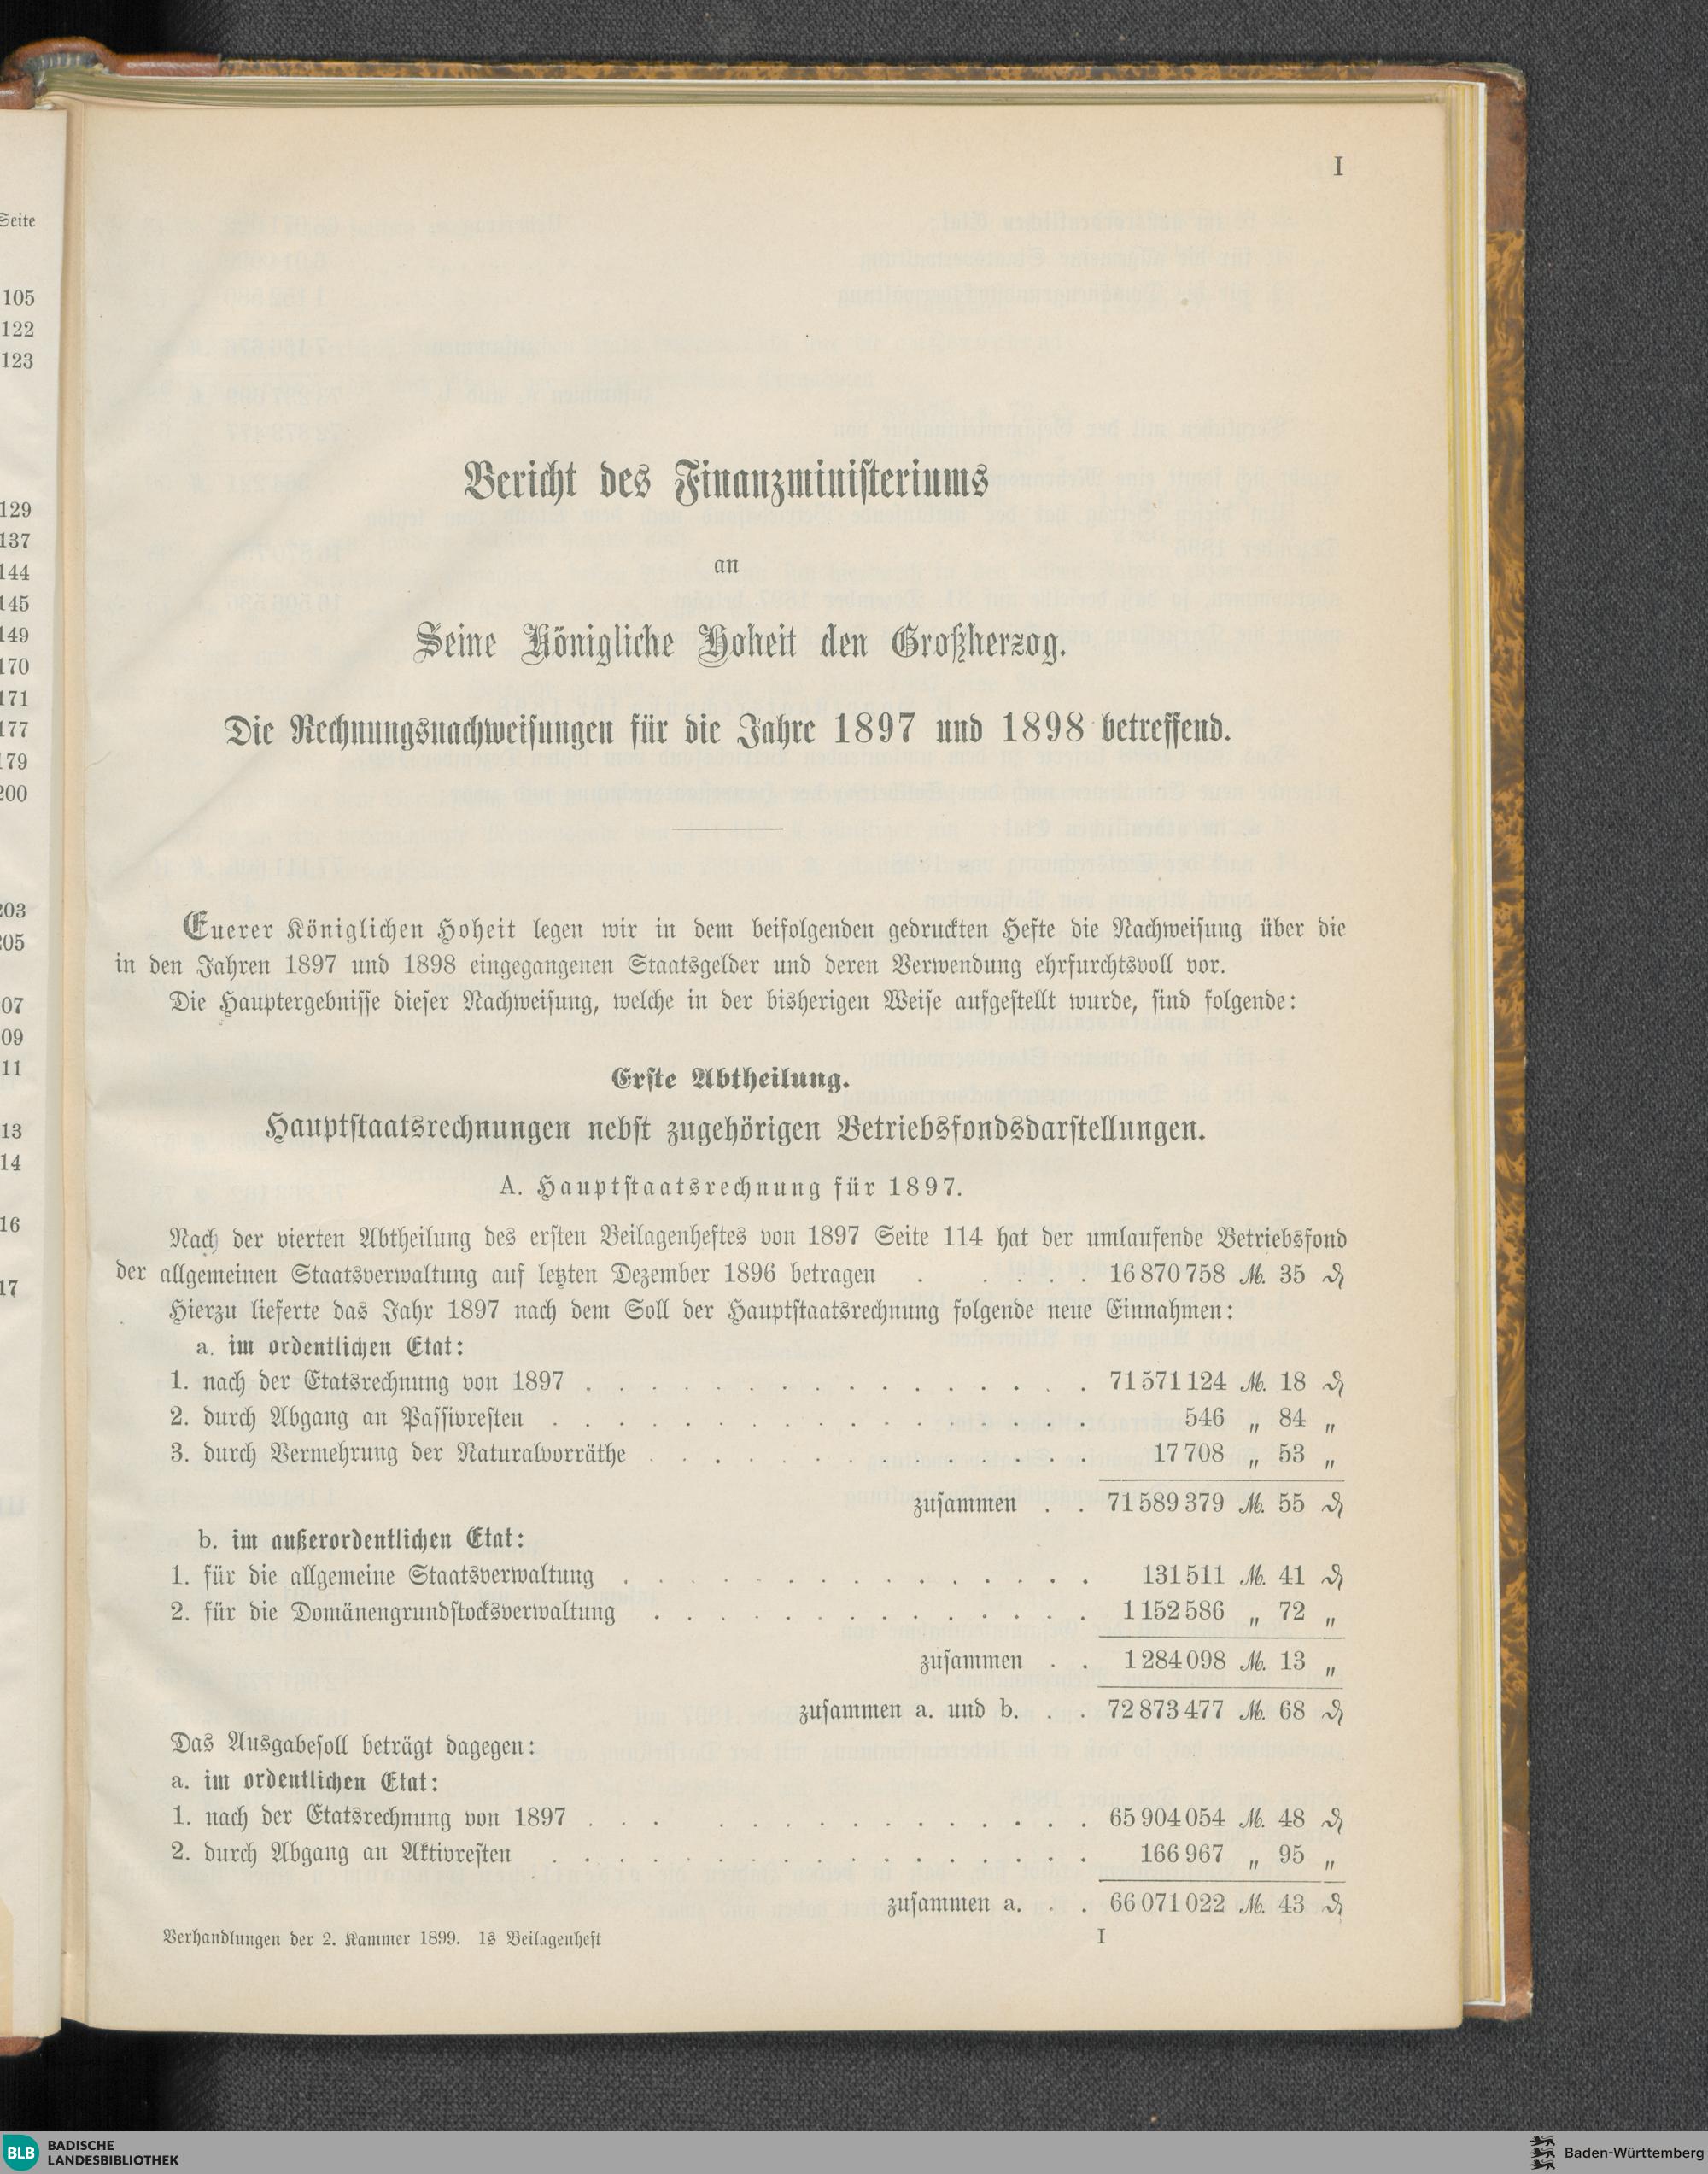 Seite
105
122
123
129
137
144
145
149
170
171
177
179
200
203
205
07
09
11
13
14
16
17
I
Bericht des Finanzministeriums
an
Seine Königliche Hoheit den Großherzog.
Die Rechnungsnachweisungen für die Jahre 1897 und 1898 betreffend.
Euerer Königlichen Hoheit legen wir in dem beifolgenden gedruckten Hefte die Nachweisung über die
in den Jahren 1897 und 1898 eingegangenen Staatsgelder und deren Verwendung ehrfurchtsvoll vor.
Die Hauptergebnisse dieser Nachweisung, welche in der bisherigen Weise aufgestellt wurde, sind folgende:
Erste Abtheilung.
Hauptstaatsrechnungen nebst zugehörigen Betriebsfondsdarstellungen.
A. Hauptstaatsrechnung für 1897.
Nach der vierten Abtheilung des ersten Beilagenheftes von 1897 Seite 114 hat der umlaufende Betriebsfond
der allgemeinen Staatsverwaltung auf letzten Dezember 1896 betragen . . . . . . 16 870 758 ℳ. 35 ₰
Hierzu lieferte das Jahr 1897 nach dem Soll der Hauptstaatsrechnung folgende neue Einnahmen:
a. im ordentlichen Etat:
1. nach der Etatsrechnung von 1897 . . . . . . . . . . . . . . . 71 571 124 ℳ. 18 ₰
2. durch Abgang an Passivresten . . . . . . . . . . . . . . . . 546 „ 84 „
3. durch Vermehrung der Naturalvorräthe . . . . . . . . . . . . . . 17 708 „ 53 „
zusammen . . 71 589 379 ℳ. 55 ₰
b. im außerordentlichen Etat:
1. für die allgemeine Staatsverwaltung . . . . . . . . . . . . . . 131 511 ℳ. 41 ₰
2. für die Domänengrundstocksverwaltung . . . . . . . . . . . . . . 1 152 586 „ 72 „
zusammen . . 1 284 098 ℳ. 13 „
zusammen a. und b. . . 72 873 477 ℳ. 68 ₰
Das Ausgabesoll beträgt dagegen:
a. im ordentlichen Etat:
1. nach der Etatsrechnung von 1897 . . . . . . . . . . . . . . . 65 904 054 ℳ. 48 ₰
2. durch Abgang an Aktivresten . . . . . . . . . . . . . . . . . 166 967 „ 95 „
zusammen a. . . 66 071 022 ℳ. 43 ₰
Verhandlungen der 2. Kammer 1899. 1s Beilagenheft I
BLB BADISCHE
LANDESBIBLIOTHEK
Baden-Württemberg